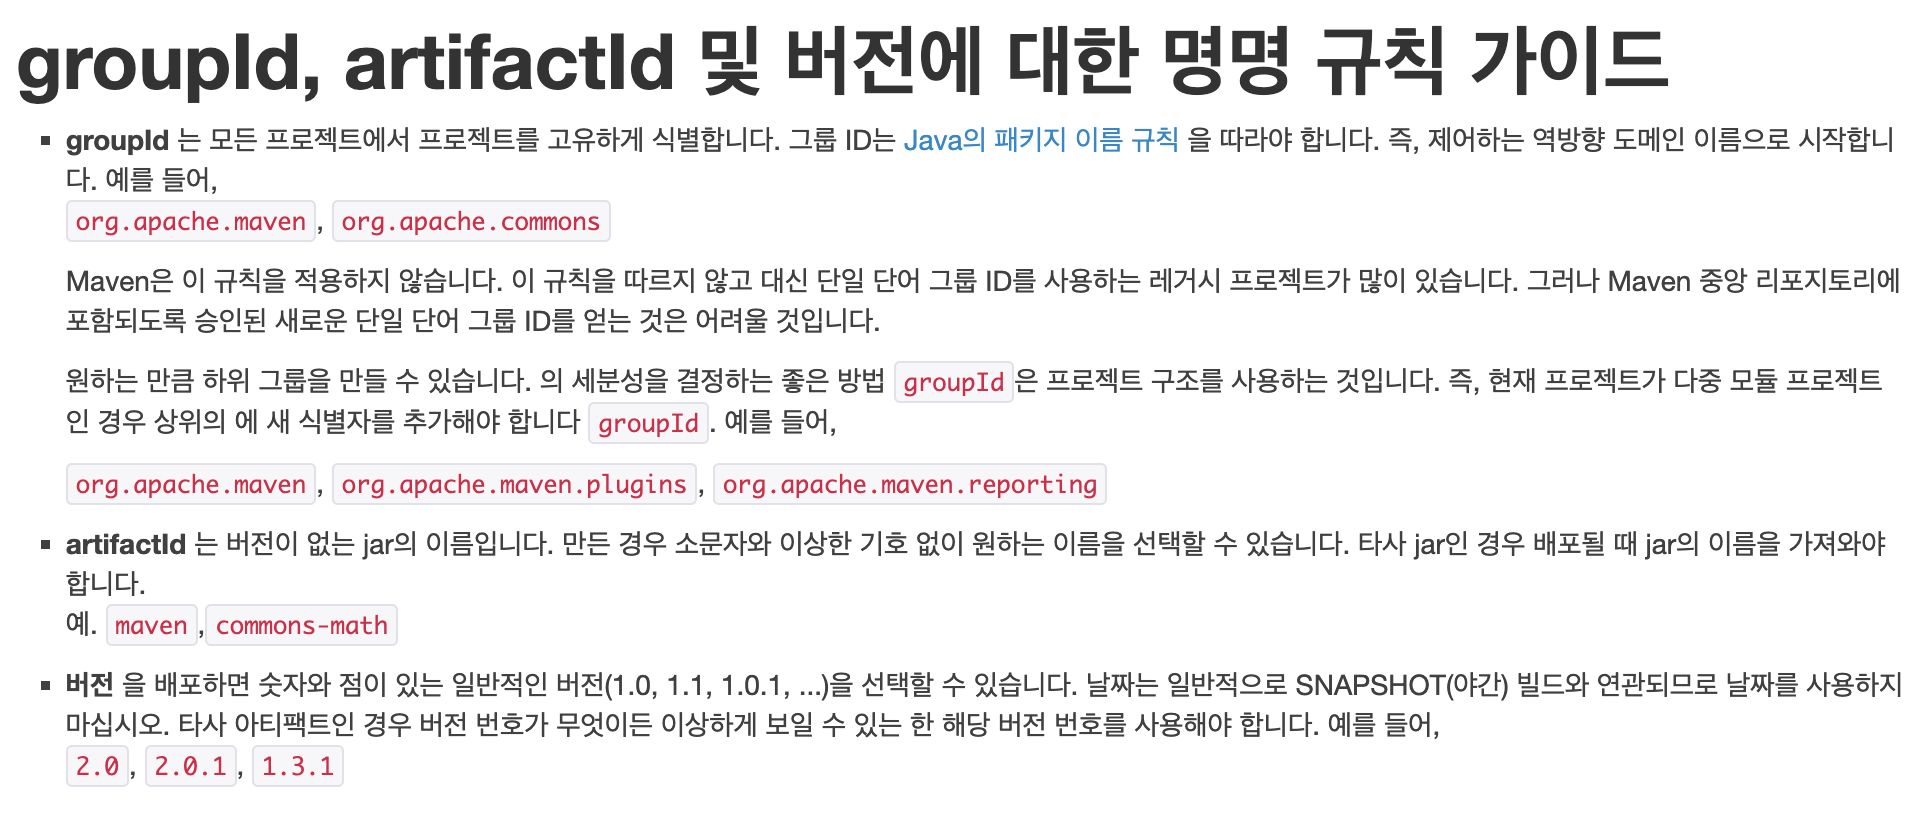 groupId, artifactId 및 버전에 대한 명명 규칙 가이드
groupId 는 모든 프로젝트에서 프로젝트를 고유하게 식별합니다. 그룹 ID는 Java의 패키지 이름 규칙 을 따라야 합니다. 즉, 제어하는 역방향 도메인 이름으로 시작합니
다. 예를 들어,
org.apache.maven, org.apache.commons
Maven은 이 규칙을 적용하지 않습니다. 이 규칙을 따르지 않고 대신 단일 단어 그룹 ID를 사용하는 레거시 프로젝트가 많이 있습니다. 그러나 Maven 중앙 리포지토리에
포함되도록 승인된 새로운 단일 단어 그룹 ID를 얻는 것은 어려울 것입니다.
원하는 만큼 하위 그룹을 만들 수 있습니다. 의 세분성을 결정하는 좋은 방법 groupId은 프로젝트 구조를 사용하는 것입니다. 즉, 현재 프로젝트가 다중 모듈 프로젝트
인 경우 상위의 에 새 식별자를 추가해야 합니다 groupId. 예를 들어,
org.apache.maven, org.apache.maven.plugins, org.apache.maven.reporting
artifactId 는 버전이 없는 jar의 이름입니다. 만든 경우 소문자와 이상한 기호 없이 원하는 이름을 선택할 수 있습니다. 타사 jar인 경우 배포될 때 jar의 이름을 가져와야
합니다.
예. maven,commons-math
버전 을 배포하면 숫자와 점이 있는 일반적인 버전(1.0, 1.1, 1.0.1, ...)을 선택할 수 있습니다. 날짜는 일반적으로 SNAPSHOT(야간) 빌드와 연관되므로 날짜를 사용하지
마십시오. 타사 아티팩트인 경우 버전 번호가 무엇이든 이상하게 보일 수 있는 한 해당 버전 번호를 사용해야 합니다. 예를 들어,
2.0, 2.0.1, 1.3.1